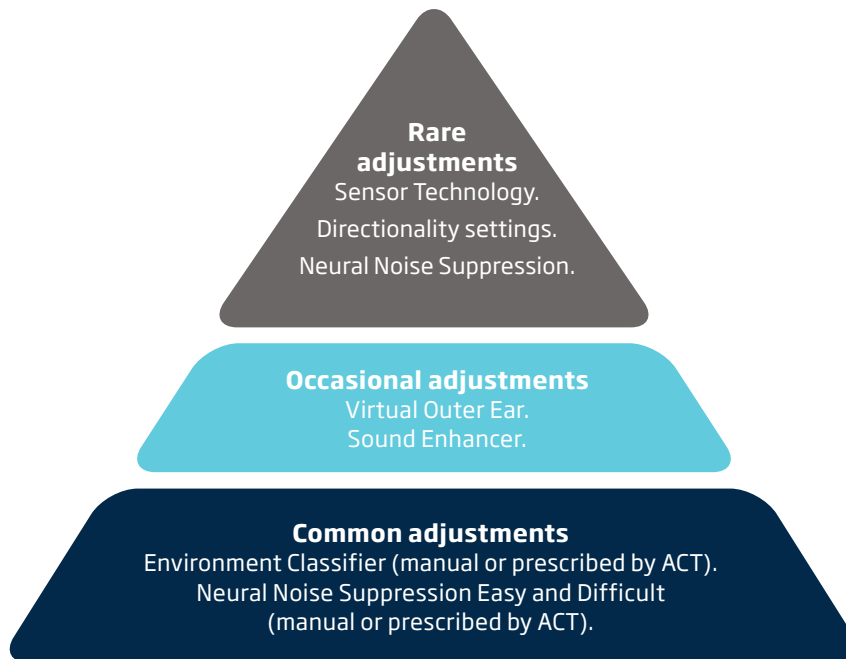 Rare
adjustments
Sensor Technology.
Directionality settings.
Neural Noise Suppression.
Occasional adjustments
Virtual Outer Ear.
Sound Enhancer.
Common adjustments
Environment Classifier (manual or prescribed by ACT).
Neural Noise Suppression Easy and Difficult
(manual or prescribed by ACT).